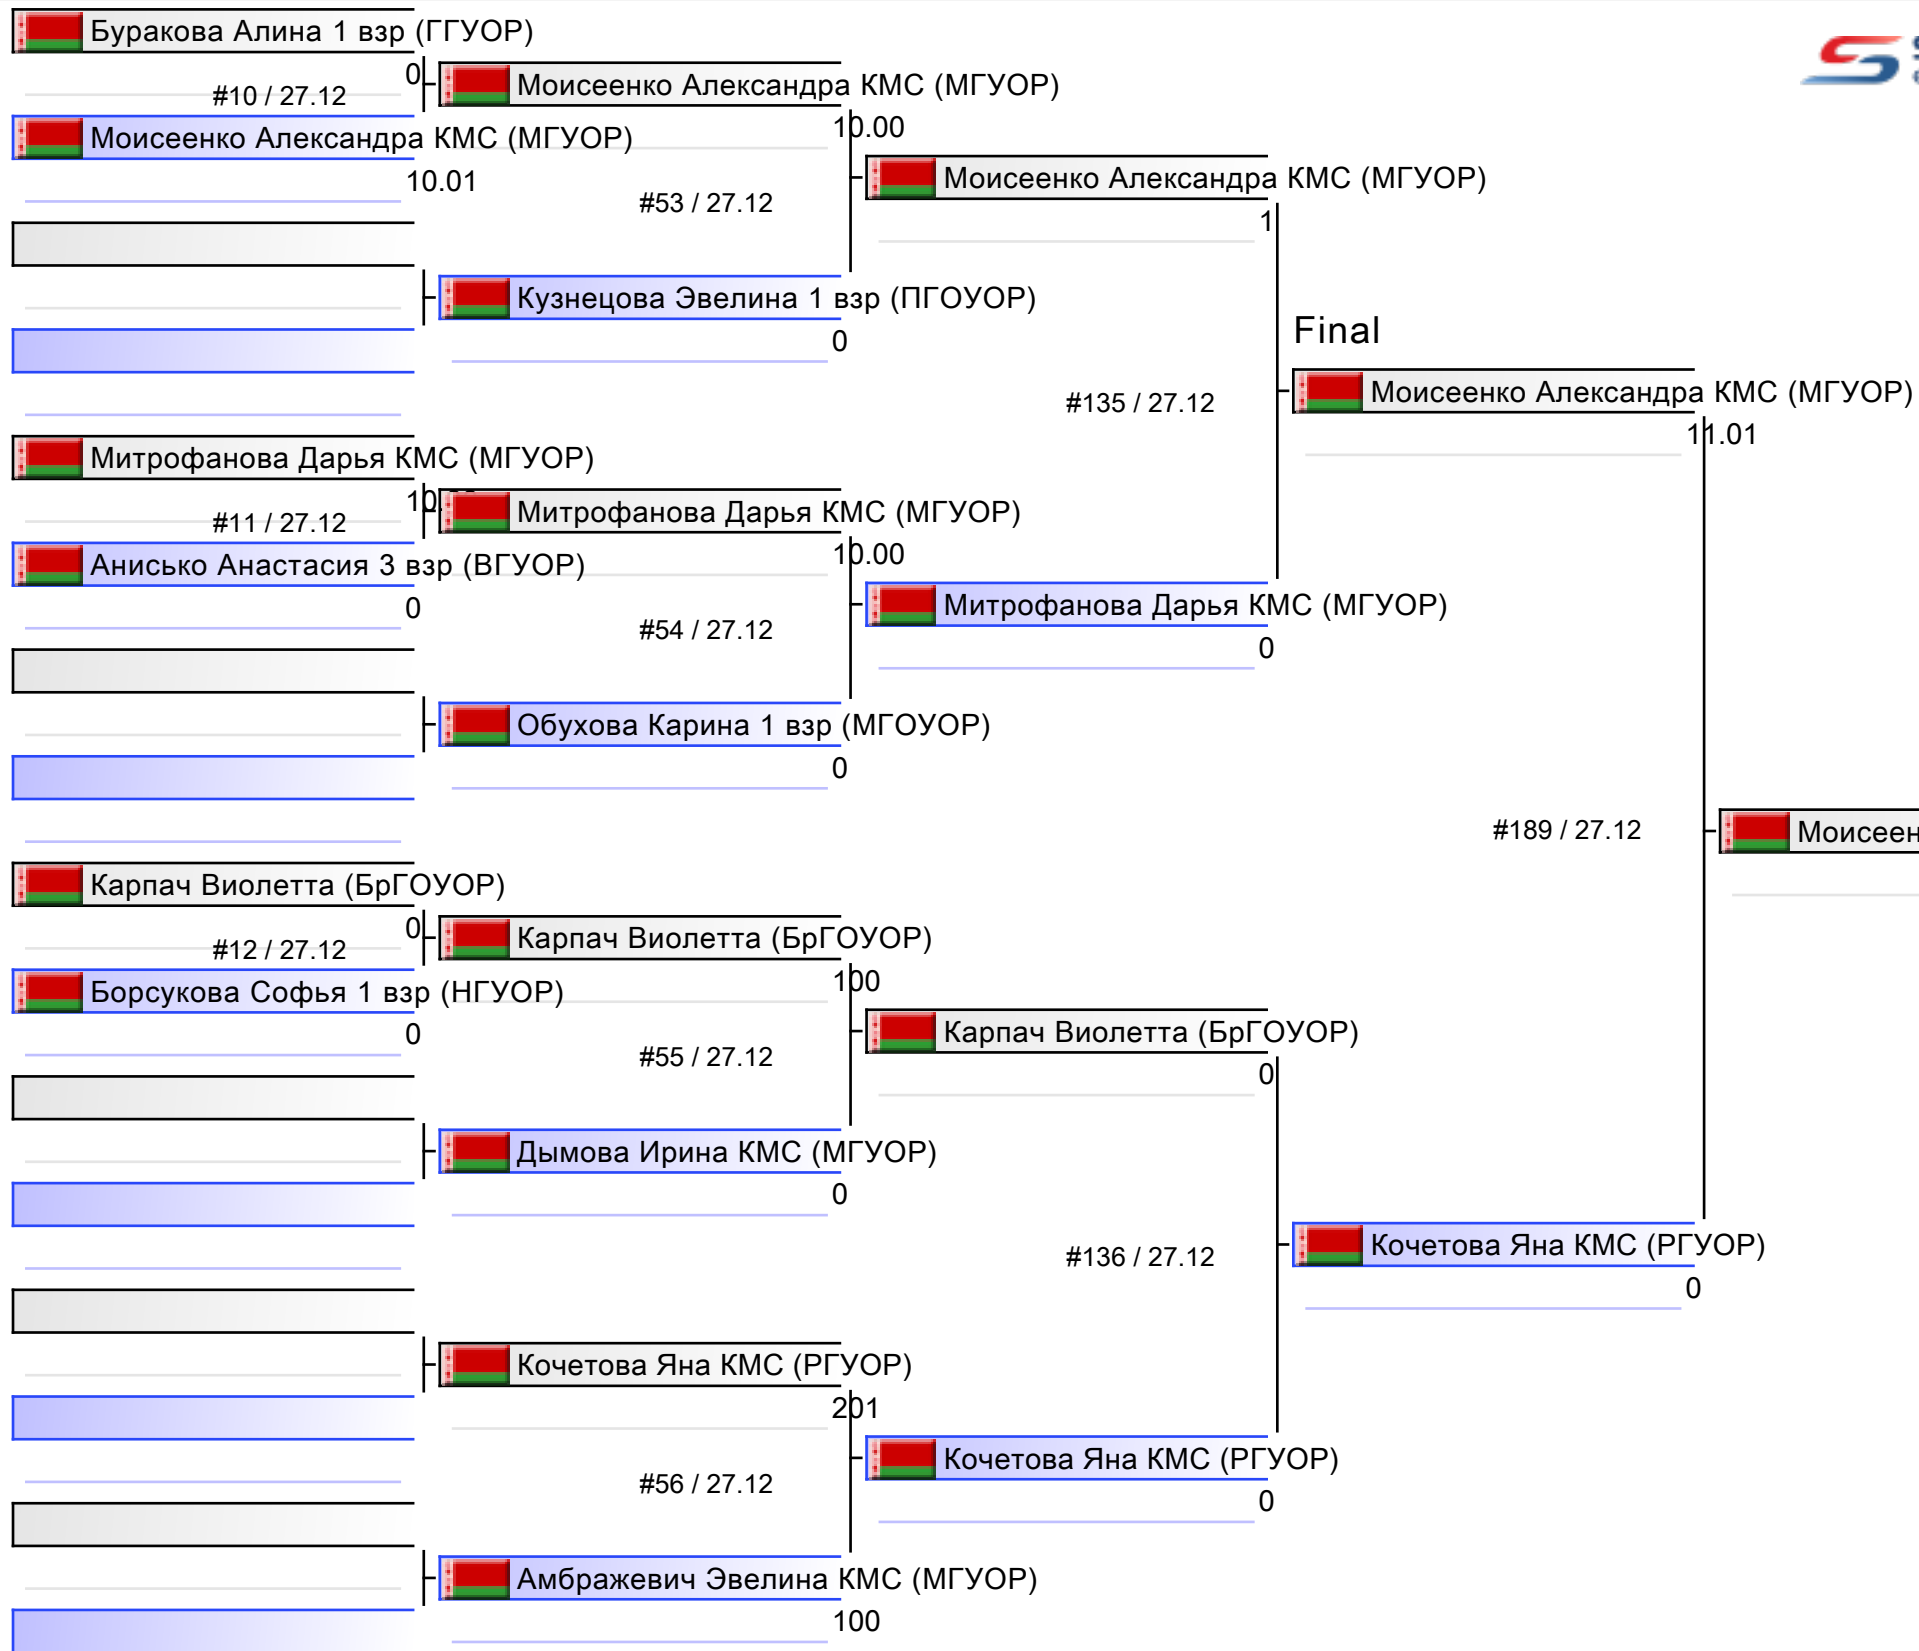 Буракова Алина 1 взр (ГГУОР)
0
#10 / 27.12
Моисеенко Александра КМС (МГУОР)
10.01
Моисеенко Александра КМС (МГУОР)
10.00
#53 / 27.12
Кузнецова Эвелина 1 взр (ПГОУОР)
0
Моисеенко Александра КМС (МГУОР)
1
#135 / 27.12
Митрофанова Дарья КМС (МГУОР)
#11 / 27.12
Анисько Анастасия 3 взр (ВГУОР)
0
Митрофанова Дарья КМС (МГУОР)
10.00
#54 / 27.12
Обухова Карина 1 взр (МГОУОР)
0
Митрофанова Дарья КМС (МГУОР)
0
Final
Моисеенко Александра КМС (МГУОР)
11.01
#189 / 27.12
Карпач Виолетта (БрГОУОР)
0
#12 / 27.12
Борсукова Софья 1 взр (НГУОР)
0
Карпач Виолетта (БрГОУОР)
100
#55 / 27.12
Дымова Ирина КМС (МГУОР)
0
Карпач Виолетта (БрГОУОР)
0
#136 / 27.12
Кочетова Яна КМС (РГУОР)
201
#56 / 27.12
Амбражевич Эвелина КМС (МГУОР)
100
Кочетова Яна КМС (РГУОР)
0
Кочетова Яна КМС (РГУОР)
0
Моисеен